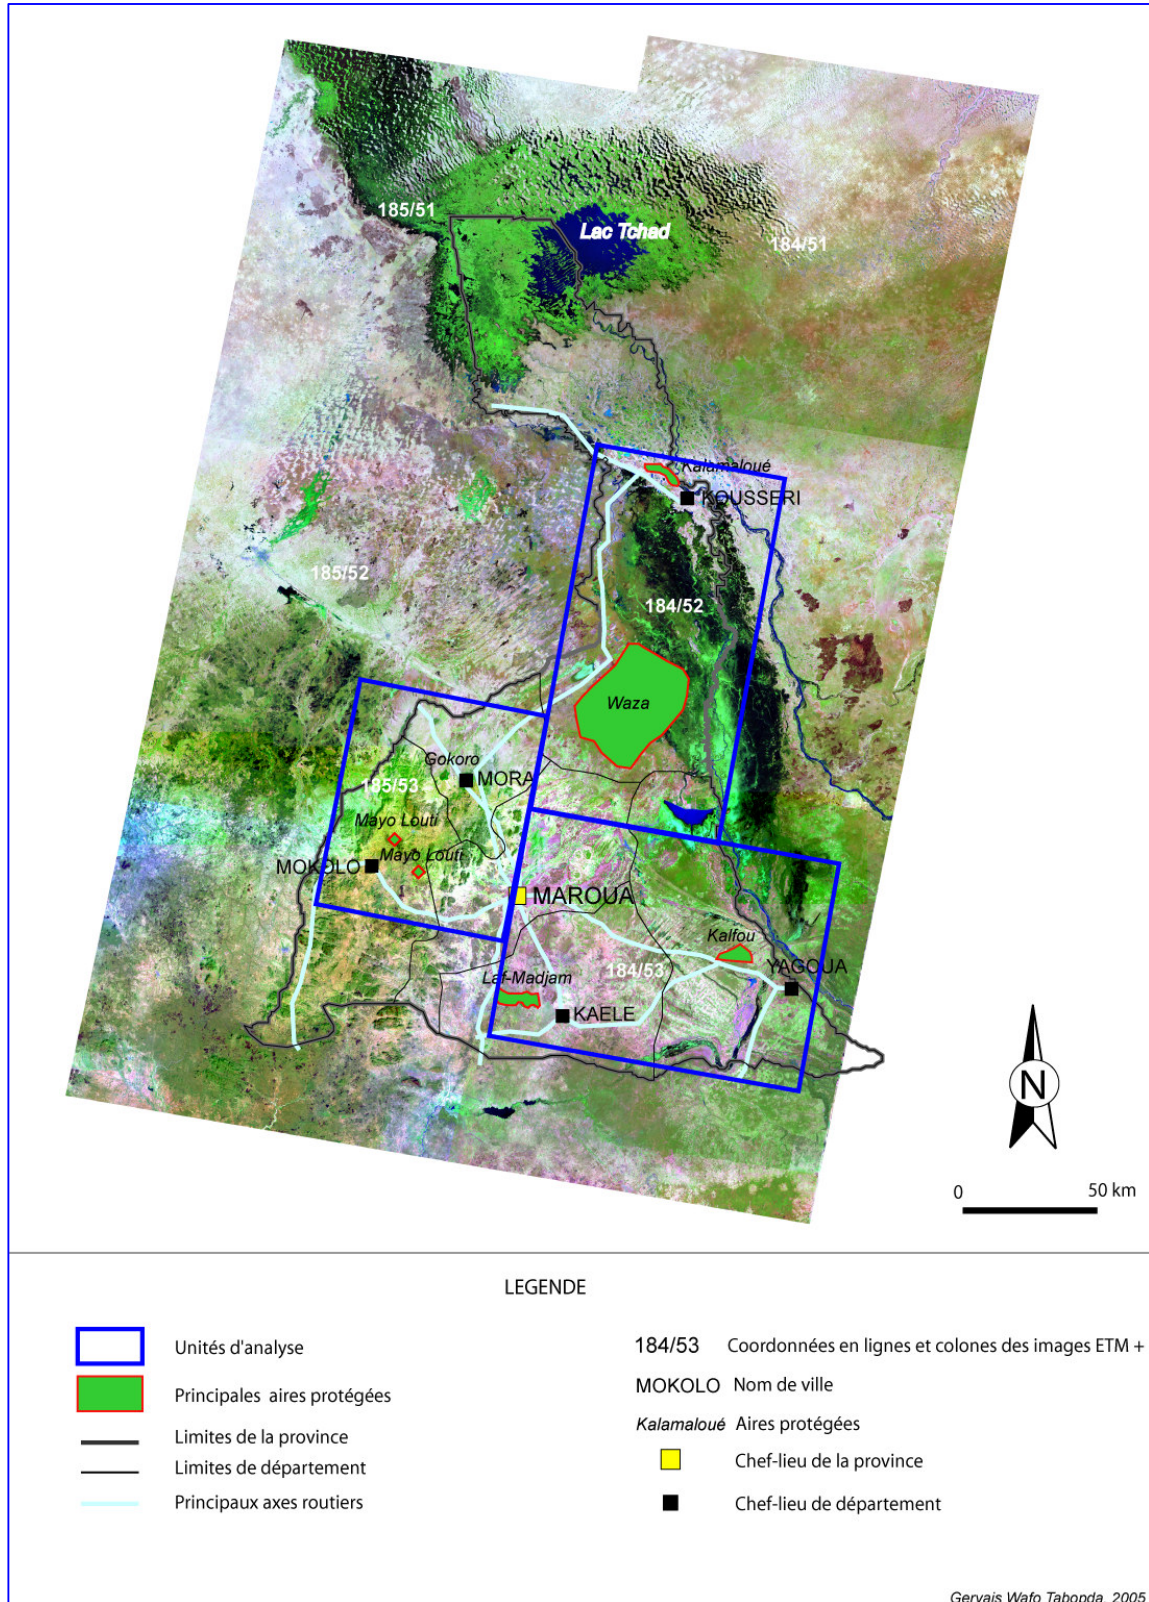 185/51
Lac Tchad
184/51
Kalamaloué
KOUSSERI
185/52
184/52
Waza
Gokoro
MORA
185/53
Mayo Louti
Mayo Louti
MOKOLO
MAROUA
Kalfou
YAGOUA
184/53
Laf-Madjam
KAELE
N
0 50 km
LEGENDE
Unités d'analyse
Principales aires protégées
Limites de la province
Limites de département
Principaux axes routiers
184/53 Coordonnées en lignes et colones des images ETM +
MOKOLO Nom de ville
Kalamaloué Aires protégées
Chef-lieu de la province
Chef-lieu de département
Gervais Wafo Tabopda, 2005